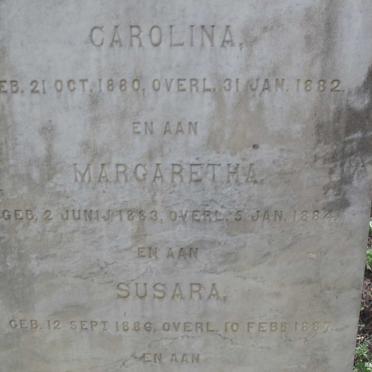 CAROLINA,
EB. 21 OCT. 1880, OVERL. 31 JAN. 1882.
EN AAN
MARGARETHA
GEB. 2 JUNIJ 1883, OVERL. 5 JAN. 1884.
EN AAN
SUSARA,
GEB. 12 SEPT 1886, OVERL. 10 FEBR 1887.
EN AAN